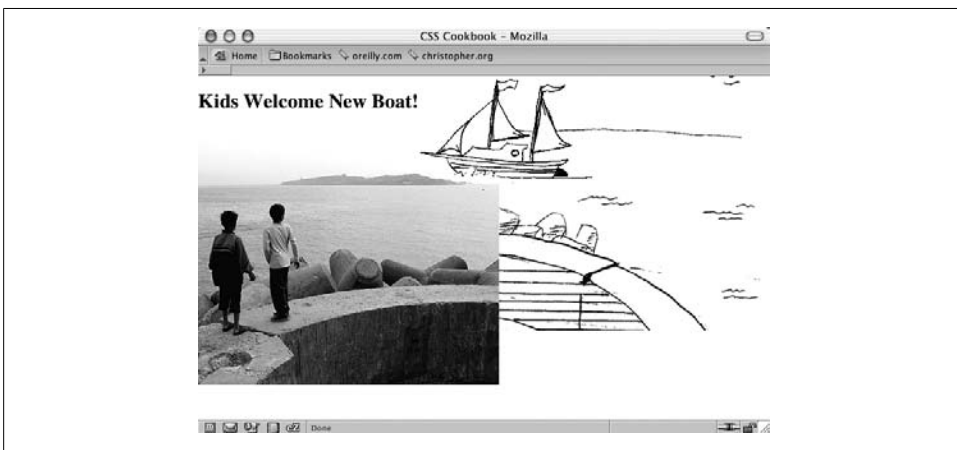 CSS Cookbook – Mozilla
Home Bookmarks oreilly.com christopher.org
Kids Welcome New Boat!
Done